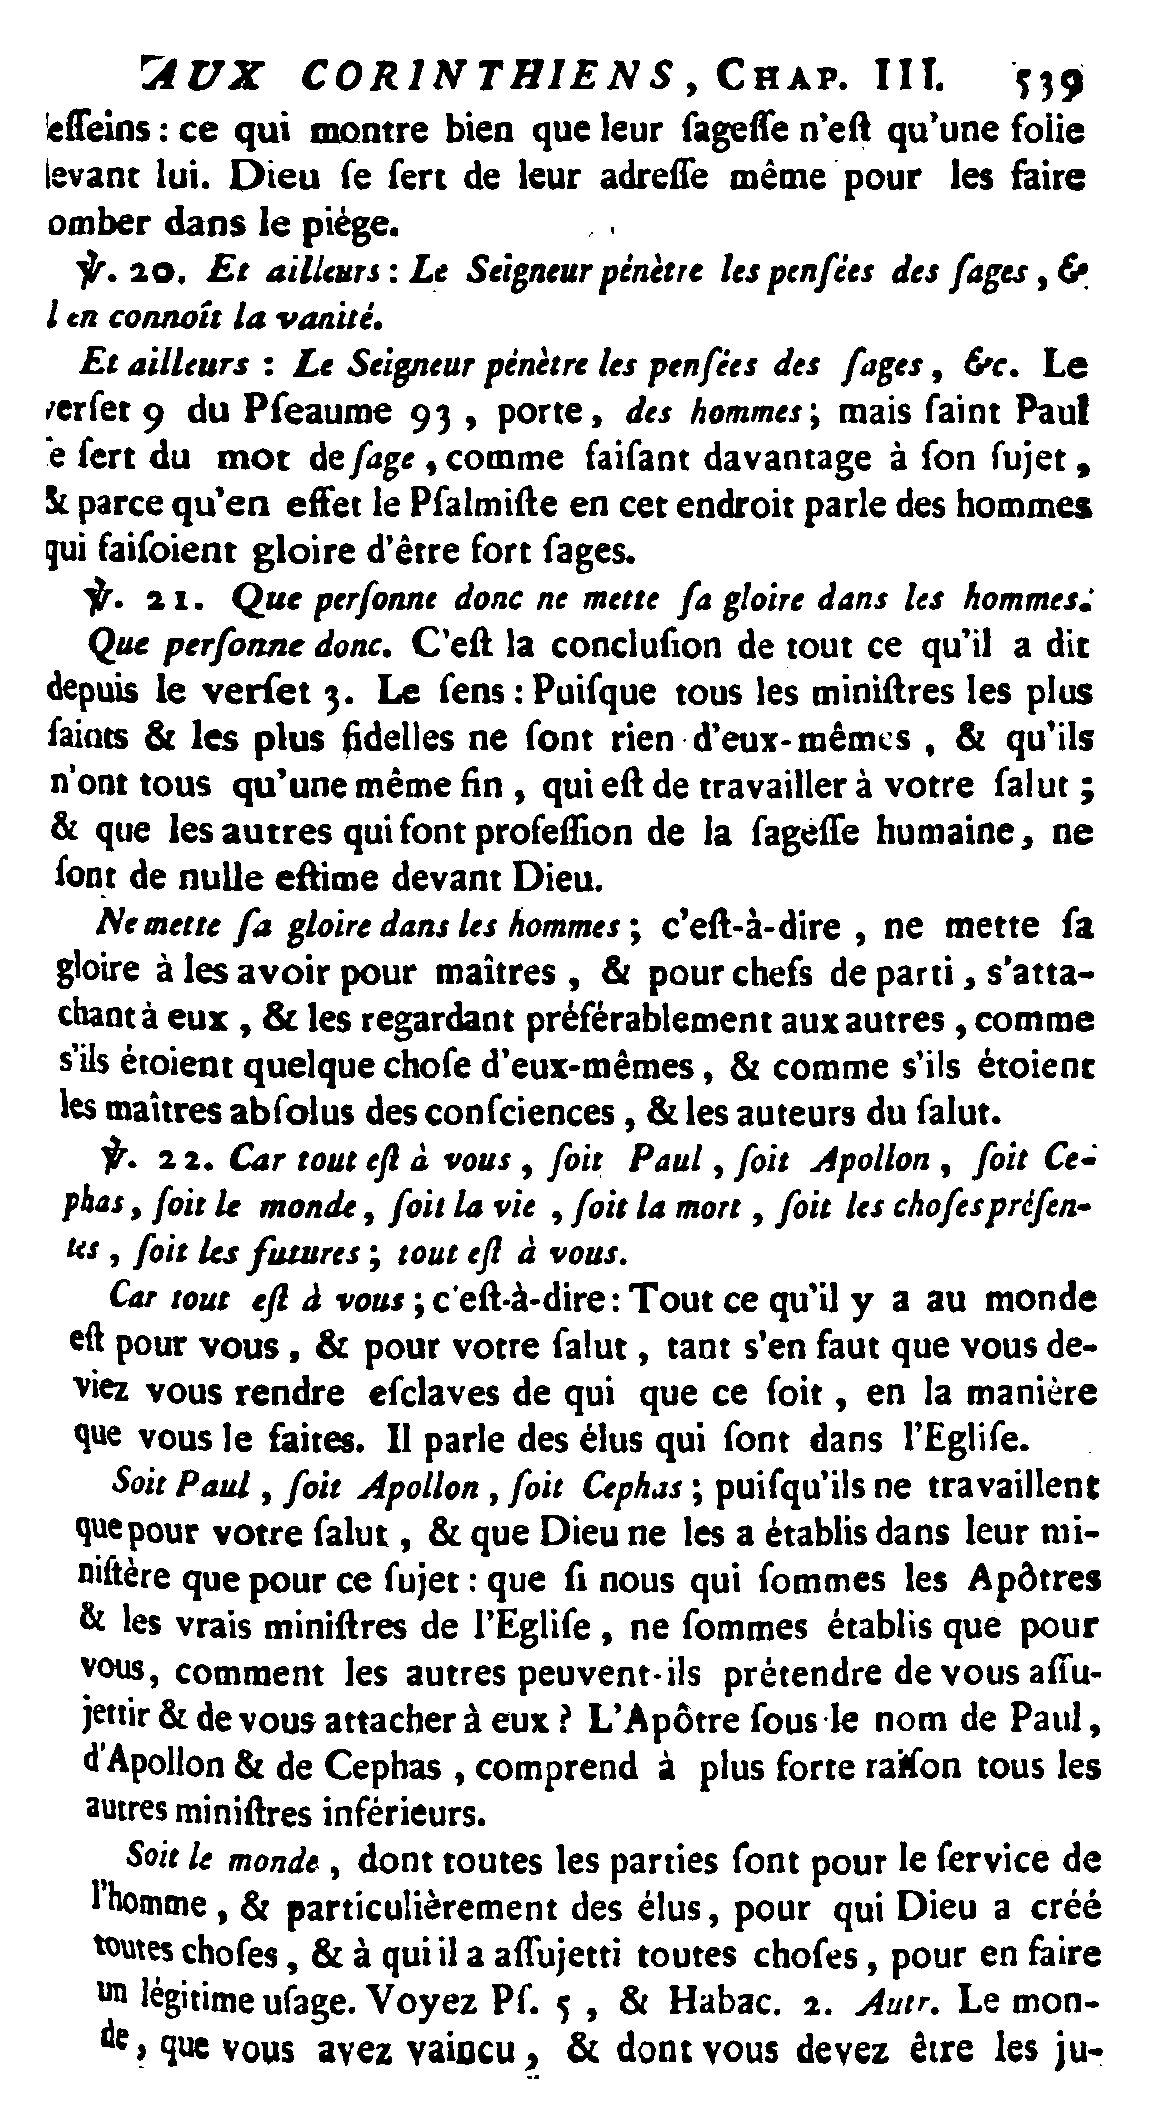 AUX CORINTHIENS, CHAP. III. 539
eſſeins : ce qui montre bien que leur ſageſſe n'eſt qu'une folie
levant lui. Dieu ſe ſert de leur adreſſe même pour les faire
omber dans le piége.
℣. 20. Et ailleurs : Le Seigneur pénètre les penſées des ſages, &
l en connoît la vanité.
Et ailleurs : Le Seigneur pénètre les penſées des ſages, &c. Le
verſet 9 du Pſeaume 93, porte, des hommes; mais ſaint Paul
e ſert du mot de ſage, comme faiſant davantage à ſon ſujet,
& parce qu'en effet le Pſalmiſte en cet endroit parle des hommes
qui faiſoient gloire d'être fort ſages.
℣. 21. Que perſonne donc ne mette ſa gloire dans les hommes.
Que perſonne donc. C'eſt la concluſion de tout ce qu'il a dit
depuis le verſet 3. Le ſens : Puiſque tous les miniſtres les plus
ſaints & les plus fidelles ne ſont rien d'eux-mêmes, & qu'ils
n'ont tous qu'une même fin, qui eſt de travailler à votre ſalut;
& que les autres qui font profeſſion de la ſageſſe humaine, ne
ſont de nulle eſtime devant Dieu.
Ne mette ſa gloire dans les hommes; c'eſt-à-dire, ne mette ſa
gloire à les avoir pour maîtres, & pour chefs de parti, s'atta-
chant à eux, & les regardant préférablement aux autres, comme
s'ils étoient quelque choſe d'eux-mêmes, & comme s'ils étoient
les maîtres abſolus des conſciences, & les auteurs du ſalut.
℣. 22. Car tout eſt à vous, ſoit Paul, ſoit Apollon, ſoit Ce-
phas, ſoit le monde, ſoit la vie, ſoit la mort, ſoit les choſes préſen-
tes, ſoit les futures; tout eſt à vous.
Car tout eſt à vous; c'eſt-à-dire : Tout ce qu'il y a au monde
eſt pour vous, & pour votre ſalut, tant s'en faut que vous de-
viez vous rendre eſclaves de qui que ce ſoit, en la manière
que vous le faites. Il parle des élus qui ſont dans l'Egliſe.
Soit Paul, ſoit Apollon, ſoit Cephas; puiſqu'ils ne travaillent
que pour votre ſalut, & que Dieu ne les a établis dans leur mi-
niſtère que pour ce ſujet : que ſi nous qui ſommes les Apôtres
& les vrais miniſtres de l'Egliſe, ne ſommes établis que pour
vous, comment les autres peuvent-ils prétendre de vous aſſu-
jettir & de vous attacher à eux ? L'Apôtre ſous le nom de Paul,
d'Apollon & de Cephas, comprend à plus forte raiſon tous les
autres miniſtres inférieurs.
Soit le monde, dont toutes les parties ſont pour le ſervice de
l'homme, & particulièrement des élus, pour qui Dieu a créé
toutes choſes, & à qui il a aſſujetti toutes choſes, pour en faire
un légitime uſage. Voyez Pſ. 5, & Habac. 2. Autr. Le mon-
de, que vous avez vaincu, & dont vous devez être les ju-